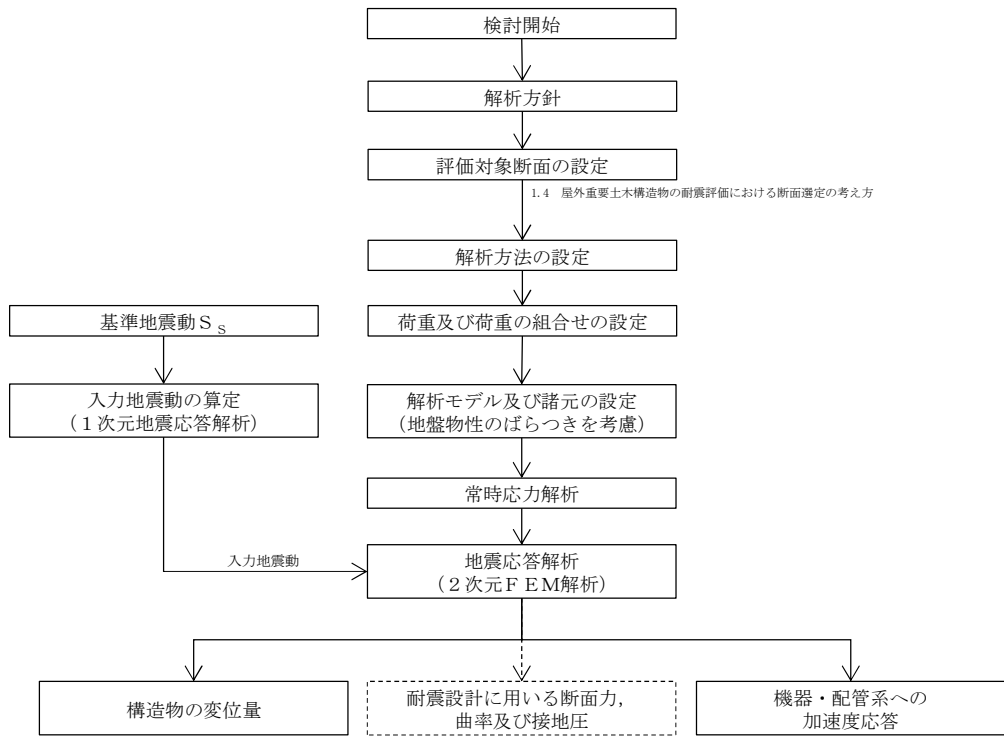 検討開始
解析方針
評価対象断面の設定
1.4　屋外重要土木構造物の耐震評価における断面選定の考え方
解析方法の設定
基準地震動ＳS
荷重及び荷重の組合せの設定
入力地震動の算定
（１次元地震応答解析）
解析モデル及び諸元の設定
（地盤物性のばらつきを考慮）
常時応力解析
入力地震動
地震応答解析
（２次元ＦＥＭ解析）
構造物の変位量
耐震設計に用いる断面力，
曲率及び接地圧
機器・配管系への
加速度応答